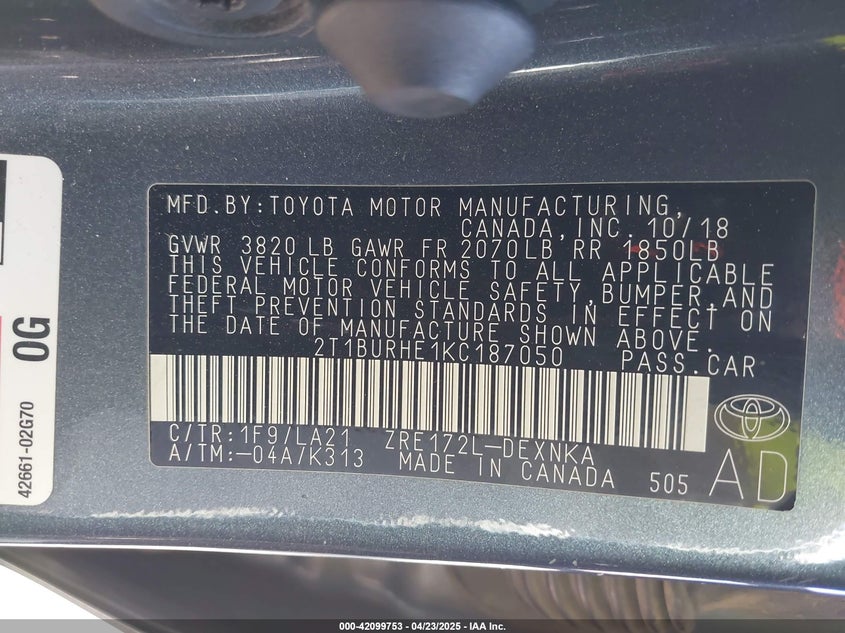 MFD.BY:TOYOTA MOTOR MANUFACTURING,
CANADA,INC. 10/18
GVWR 3820 LB GAWR FR 2070LB RR 1850LB
THIS VEHICLE CONFORMS TO ALL APPLICABLE
FEDERAL MOTOR VEHICLE SAFETY,BUMPER,AND
THEFT PREVENTION STANDARDS IN EFFECT ON
THE DATE OF MANUFACTURE SHOWN ABOVE.
2T1BURHE1KC187050 PASS.CAR
C/TR:1F9/LA21 ZRE172L-DEXNKA
A/TM:-04A/K313 MADE IN CANADA 505
AD
42661-02G70
0G
000-42099753 - 04/23/2025 - IAA Inc.